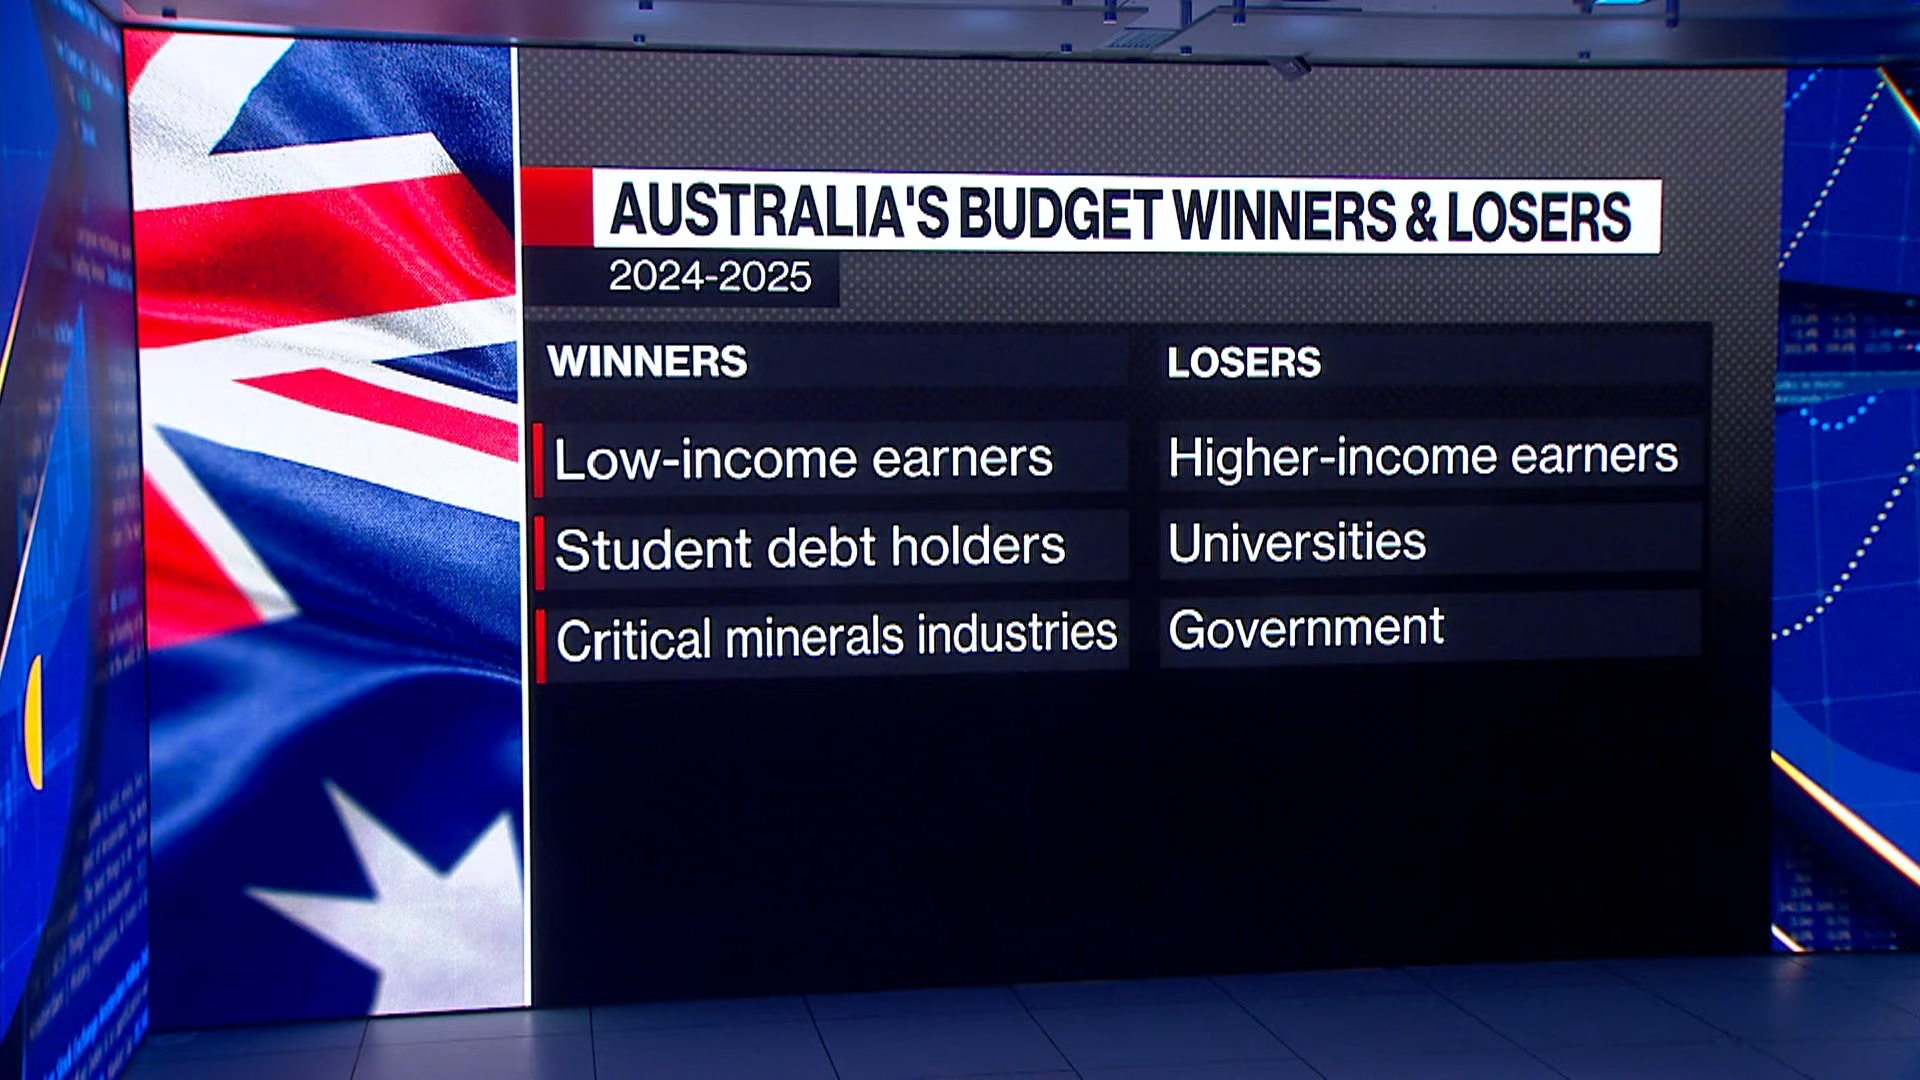 AUSTRALIA'S BUDGET WINNERS & LOSERS
2024-2025
WINNERS
LOSERS
Low-income earners
Higher-income earners
Student debt holders
Universities
Critical minerals industries
Government